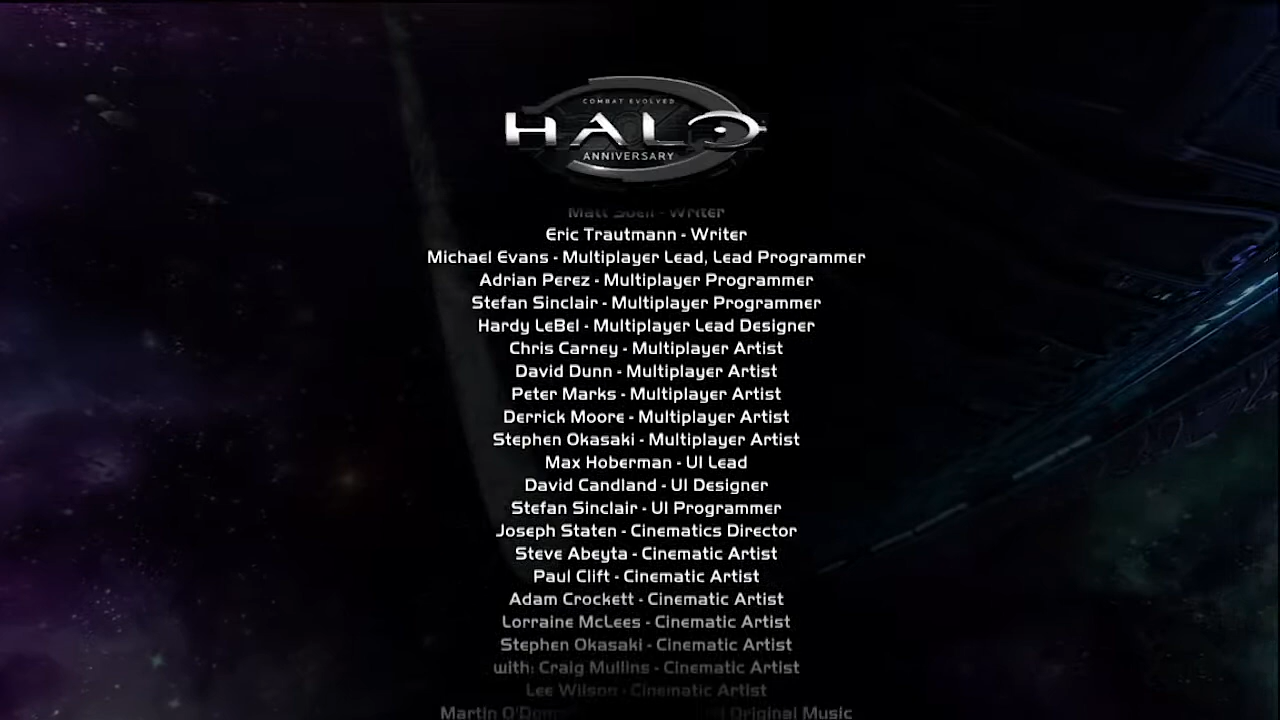 COMBAT EVOLVED
HALO
ANNIVERSARY
Matt Soell - Writer
Eric Trautmann - Writer
Michael Evans - Multiplayer Lead, Lead Programmer
Adrian Perez - Multiplayer Programmer
Stefan Sinclair - Multiplayer Programmer
Hardy LeBel - Multiplayer Lead Designer
Chris Carney - Multiplayer Artist
David Dunn - Multiplayer Artist
Peter Marks - Multiplayer Artist
Derrick Moore - Multiplayer Artist
Stephen Okasaki - Multiplayer Artist
Max Hoberman - UI Lead
David Candland - UI Designer
Stefan Sinclair - UI Programmer
Joseph Staten - Cinematics Director
Steve Abeyta - Cinematic Artist
Paul Clift - Cinematic Artist
Adam Crockett - Cinematic Artist
Lorraine McLees - Cinematic Artist
Stephen Okasaki - Cinematic Artist
with: Craig Mullins - Cinematic Artist
Lee Wilson - Cinematic Artist
Martin Original Music